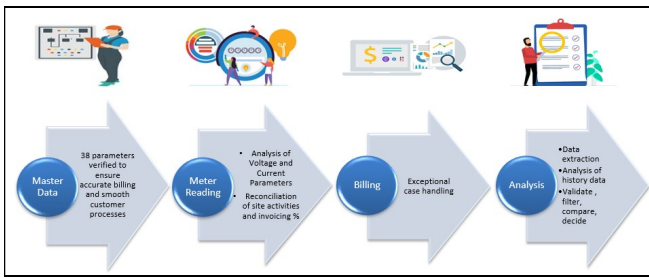 Master
Data
38 parameters
verified to
ensure
accurate billing
and smooth
customer
processes
Meter
Reading
• Analysis of
Voltage and
Current
Parameters
• Reconciliation
of site activities
and invoicing %
Billing
Exceptional
case handling
Analysis
•Data
extraction
•Analysis of
history data
•Validate ,
filter,
compare,
decide